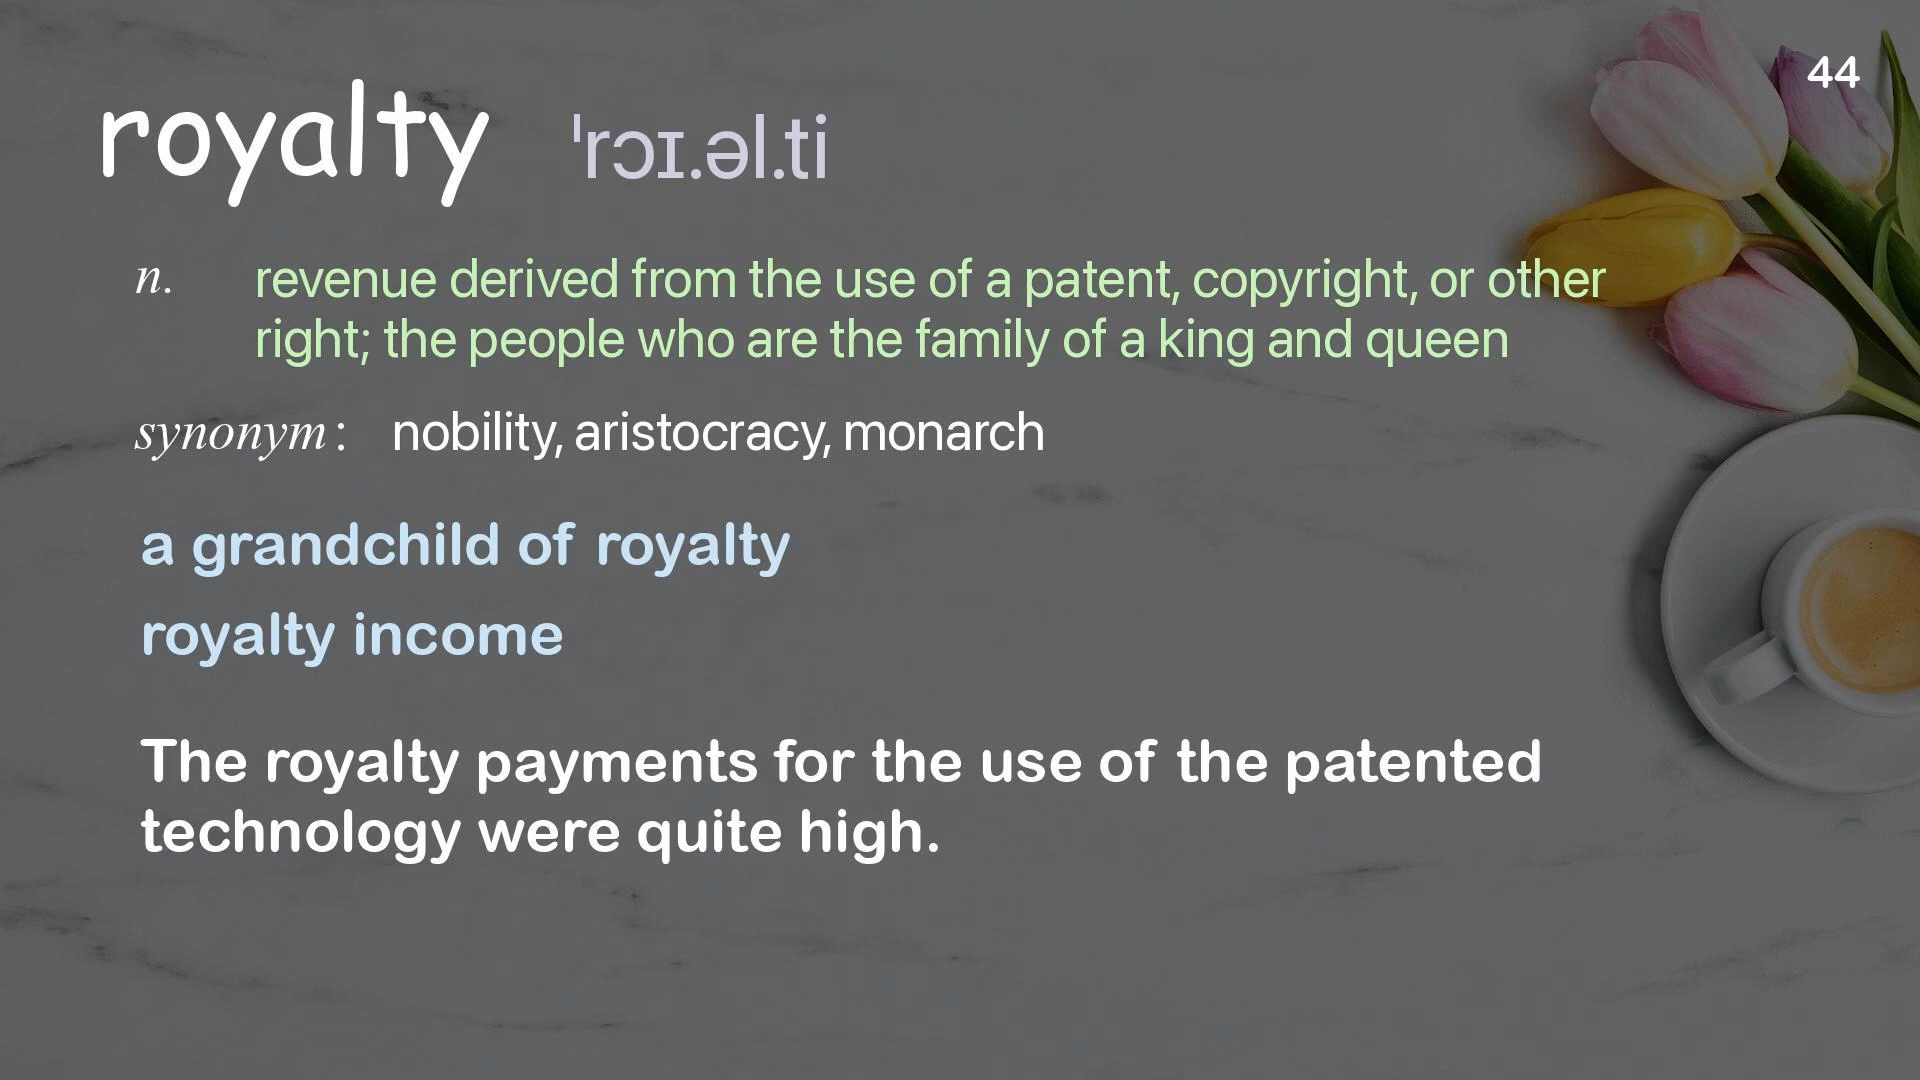 44
royalty ˈrɔɪ.əl.ti
n. revenue derived from the use of a patent, copyright, or other
right; the people who are the family of a king and queen
synonym: nobility, aristocracy, monarch
a grandchild of royalty
royalty income
The royalty payments for the use of the patented
technology were quite high.